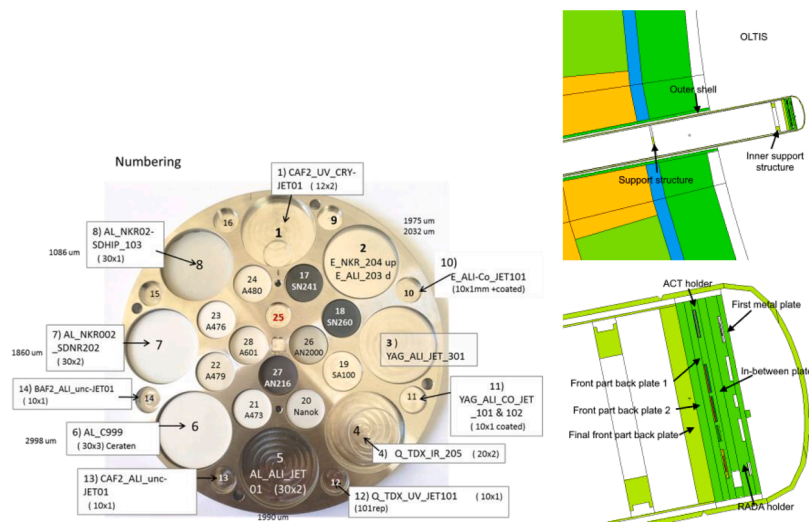 Numbering
1) CAF2_UV_CRY-
JET01 (12x2)
1975 um
2032 um
8) AL_NKR02-
SDHIP_103
(30x1)
1086 um
16
1
9
2
E_NKR_204 up
E_ALI_203 d
10)
E_ALI-Co_JET101
(10x1mm +coated)
8
24
A480
17
SN241
10
15
23
A476
25
18
SN260
7) AL_NKR002
_SDNR202
(30x2)
1860 um
7
28
A601
26
AN2000
3 )
YAG_ALI_JET_301
22
A479
27
AN216
19
SA100
14) BAF2_ALI_unc-JET01
(10x1)
14
11
11)
YAG_ALI_CO_JET
_101 & 102
(10x1 coated)
2998 um
6
21
A473
20
Nanok
4
6) AL_C999
(30x3) Ceraten
5
AL_ALI_JET
01 (30x2)
4) Q_TDX_IR_205 (20x2)
13) CAF2_ALI_unc-
JET01
(10x1)
13
12
12) Q_TDX_UV_JET101 (10x1)
(101rep)
1990 um
OLTIS
Outer shell
Support structure
Inner support
structure
ACT holder
First metal plate
Front part back plate 1
In-between plate
Front part back plate 2
Final front part back plate
RADA holder